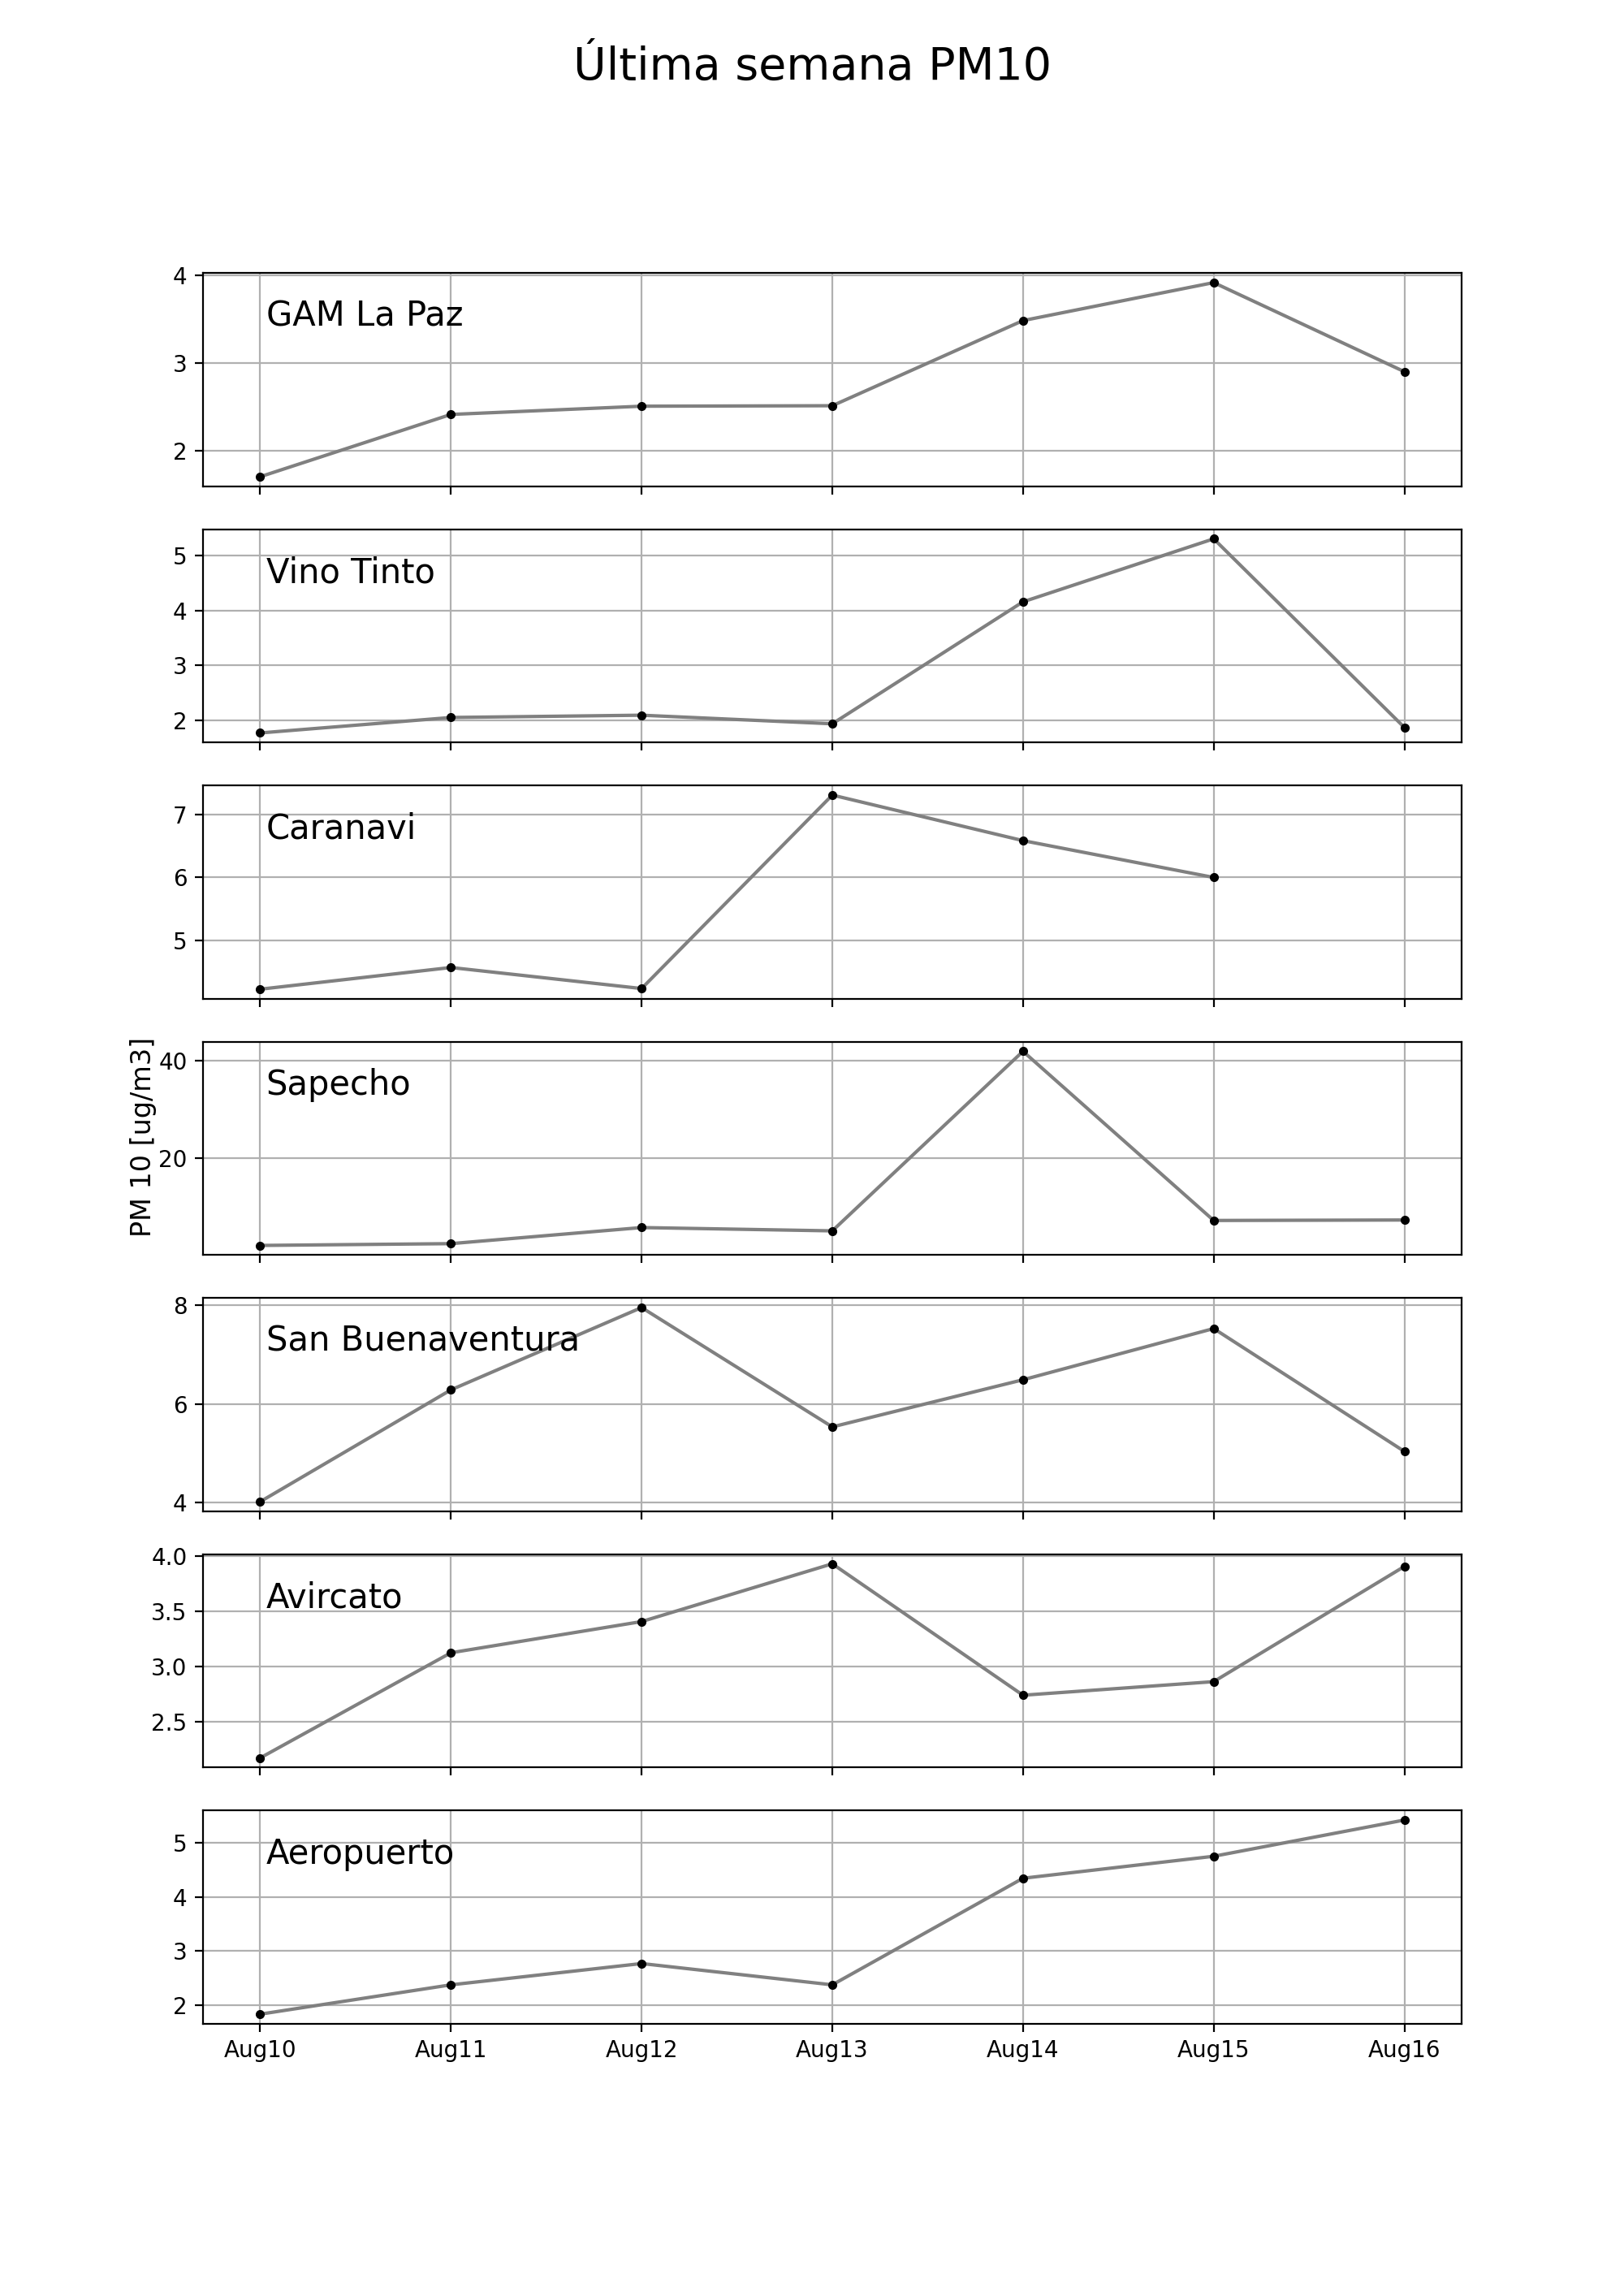 Última semana PM10
4
GAM La Paz
3
2
5
Vino Tinto
4
3
2
7
Caranavi
6
5
PM 10 [ug/m3]
40
Sapecho
20
8
San Buenaventura
6
4
4.0
Avircato
3.5
3.0
2.5
5
Aeropuerto
4
3
2
Aug10 Aug11 Aug12 Aug13 Aug14 Aug15 Aug16